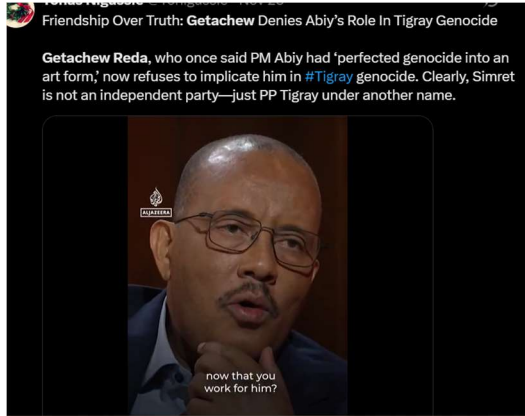 Friendship Over Truth: Getachew Denies Abiy's Role In Tigray Genocide
Getachew Reda, who once said PM Abiy had 'perfected genocide into an
art form,' now refuses to implicate him in #Tigray genocide. Clearly, Simret
is not an independent party—just PP Tigray under another name.
ALJAZEERA
now that you
work for him?